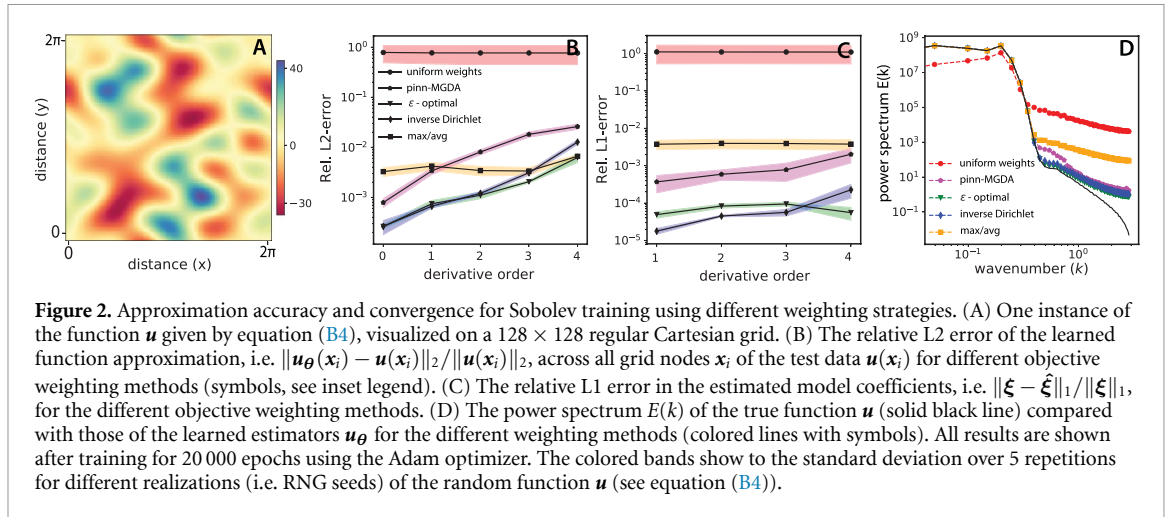 A
2π
distance (y)
0
0
distance (x)
2π
40
20
0
−30
B
Rel. L2-error
10⁰
10⁻¹
10⁻²
10⁻³
uniform weights
pinn-MGDA
ε - optimal
inverse Dirichlet
max/avg
0 1 2 3 4
derivative order
C
Rel. L1-error
10⁰
10⁻¹
10⁻²
10⁻³
10⁻⁴
10⁻⁵
1 2 3 4
derivative order
D
power spectrum E(k)
10⁹
10⁷
10⁵
10³
10¹
10⁻¹
uniform weights
pinn-MGDA
ε - optimal
inverse Dirichlet
max/avg
10⁻¹ 10⁰
wavenumber (k)
Figure 2. Approximation accuracy and convergence for Sobolev training using different weighting strategies. (A) One instance of
the function u given by equation (B4), visualized on a 128 × 128 regular Cartesian grid. (B) The relative L2 error of the learned
function approximation, i.e. ‖u_θ(x_i) − u(x_i)‖₂/‖u(x_i)‖₂, across all grid nodes x_i of the test data u(x_i) for different objective
weighting methods (symbols, see inset legend). (C) The relative L1 error in the estimated model coefficients, i.e. ‖ξ − ξ̂‖₁/‖ξ‖₁,
for the different objective weighting methods. (D) The power spectrum E(k) of the true function u (solid black line) compared
with those of the learned estimators u_θ for the different weighting methods (colored lines with symbols). All results are shown
after training for 20 000 epochs using the Adam optimizer. The colored bands show to the standard deviation over 5 repetitions
for different realizations (i.e. RNG seeds) of the random function u (see equation (B4)).